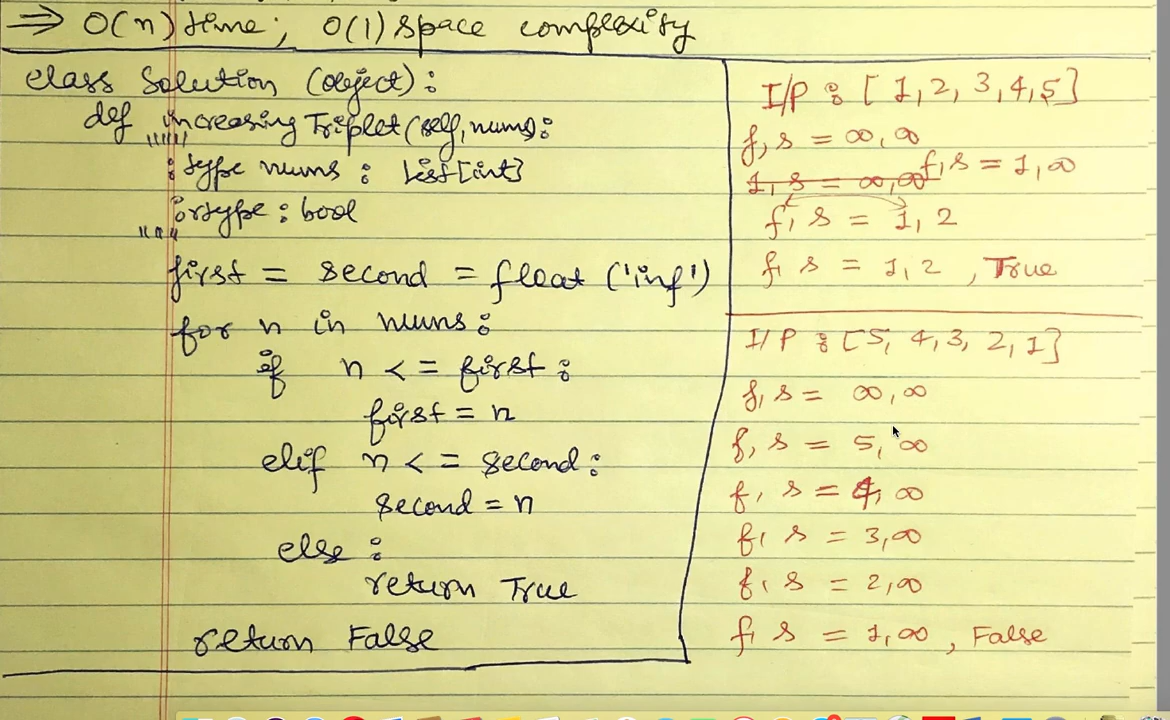 ⇒ O(n) time; O(1) space complexity
class Solution (object):
def increasingTriplet(self, nums):
""""""
:type nums: List[int]
:rtype: bool
""""
first = second = float('inf')
for n in nums:
if n <= first:
first = n
elif n <= second:
second = n
else:
return True
return False
I/P : [1, 2, 3, 4, 5]
f, s = ∞, ∞
1, s = ∞, ∞ f, s = 1, ∞
f, s = 1, 2
f, s = 1, 2 , True
I/P : [5, 4, 3, 2, 1]
f, s = ∞, ∞
f, s = 5, ∞
f, s = 4, ∞
f, s = 3, ∞
f, s = 2, ∞
f, s = 1, ∞ , False